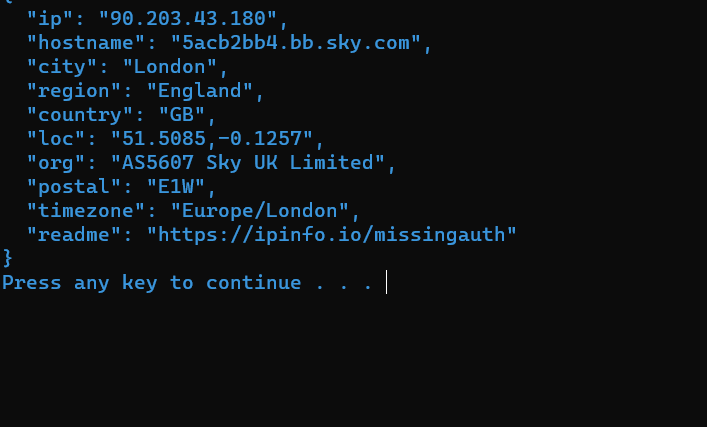 {
"ip": "90.203.43.180",
"hostname": "5acb2bb4.bb.sky.com",
"city": "London",
"region": "England",
"country": "GB",
"loc": "51.5085,-0.1257",
"org": "AS5607 Sky UK Limited",
"postal": "E1W",
"timezone": "Europe/London",
"readme": "https://ipinfo.io/missingauth"
}
Press any key to continue . . .